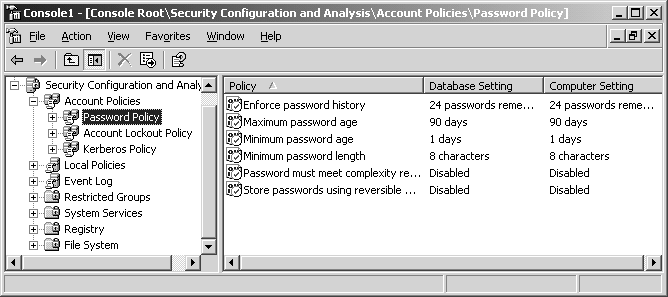 Console1 - [Console Root\Security Configuration and Analysis\Account Policies\Password Policy]
File Action View Favorites Window Help
Policy Database Setting Computer Setting
Security Configuration and Analy
Account Policies
Password Policy
Account Lockout Policy
Kerberos Policy
Local Policies
Event Log
Restricted Groups
System Services
Registry
File System
Enforce password history 24 passwords reme... 24 passwords reme...
Maximum password age 90 days 90 days
Minimum password age 1 days 1 days
Minimum password length 8 characters 8 characters
Password must meet complexity re... Disabled Disabled
Store passwords using reversible ... Disabled Disabled